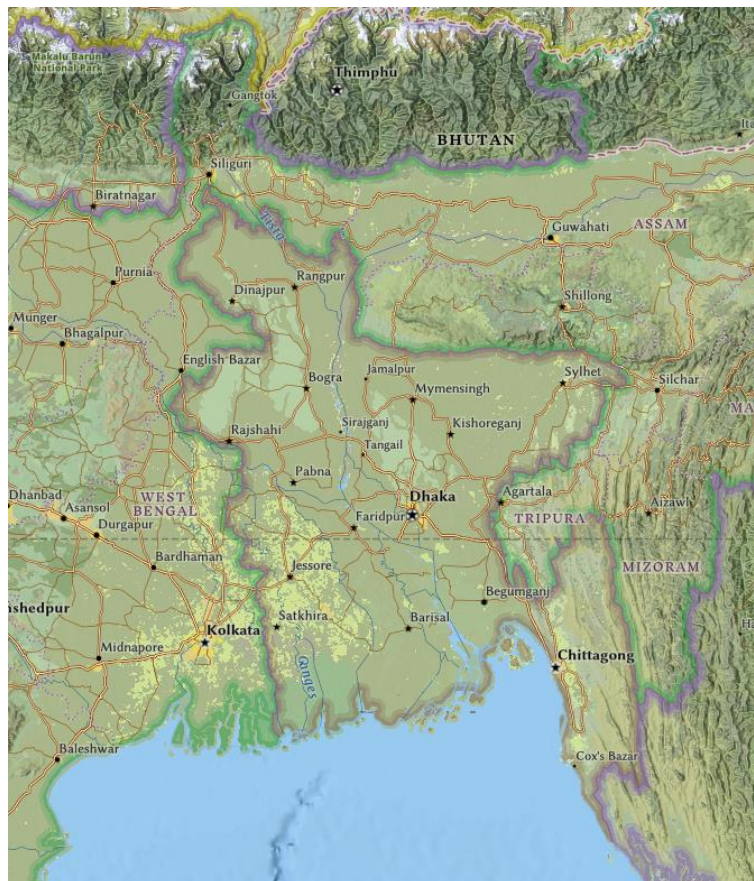 Makalu Barun
National Park
Thimphu
Gangtok
BHUTAN
Siliguri
Biratnagar
Tista
Guwahati
ASSAM
Purnia
Rangpur
Dinajpur
Shillong
Munger
Bhagalpur
English Bazar
Jamalpur
Sylhet
Bogra
Mymensingh
Silchar
Sirajganj
Kishoreganj
Rajshahi
Tangail
Pabna
Dhaka
Dhanbad
WEST
BENGAL
Asansol
Agartala
Aizawl
Durgapur
Faridpur
TRIPURA
Bardhaman
Jessore
MIZORAM
Begumganj
nshedpur
Satkhira
Barisal
Kolkata
Midnapore
Ganges
Chittagong
Baleshwar
Cox's Bazar